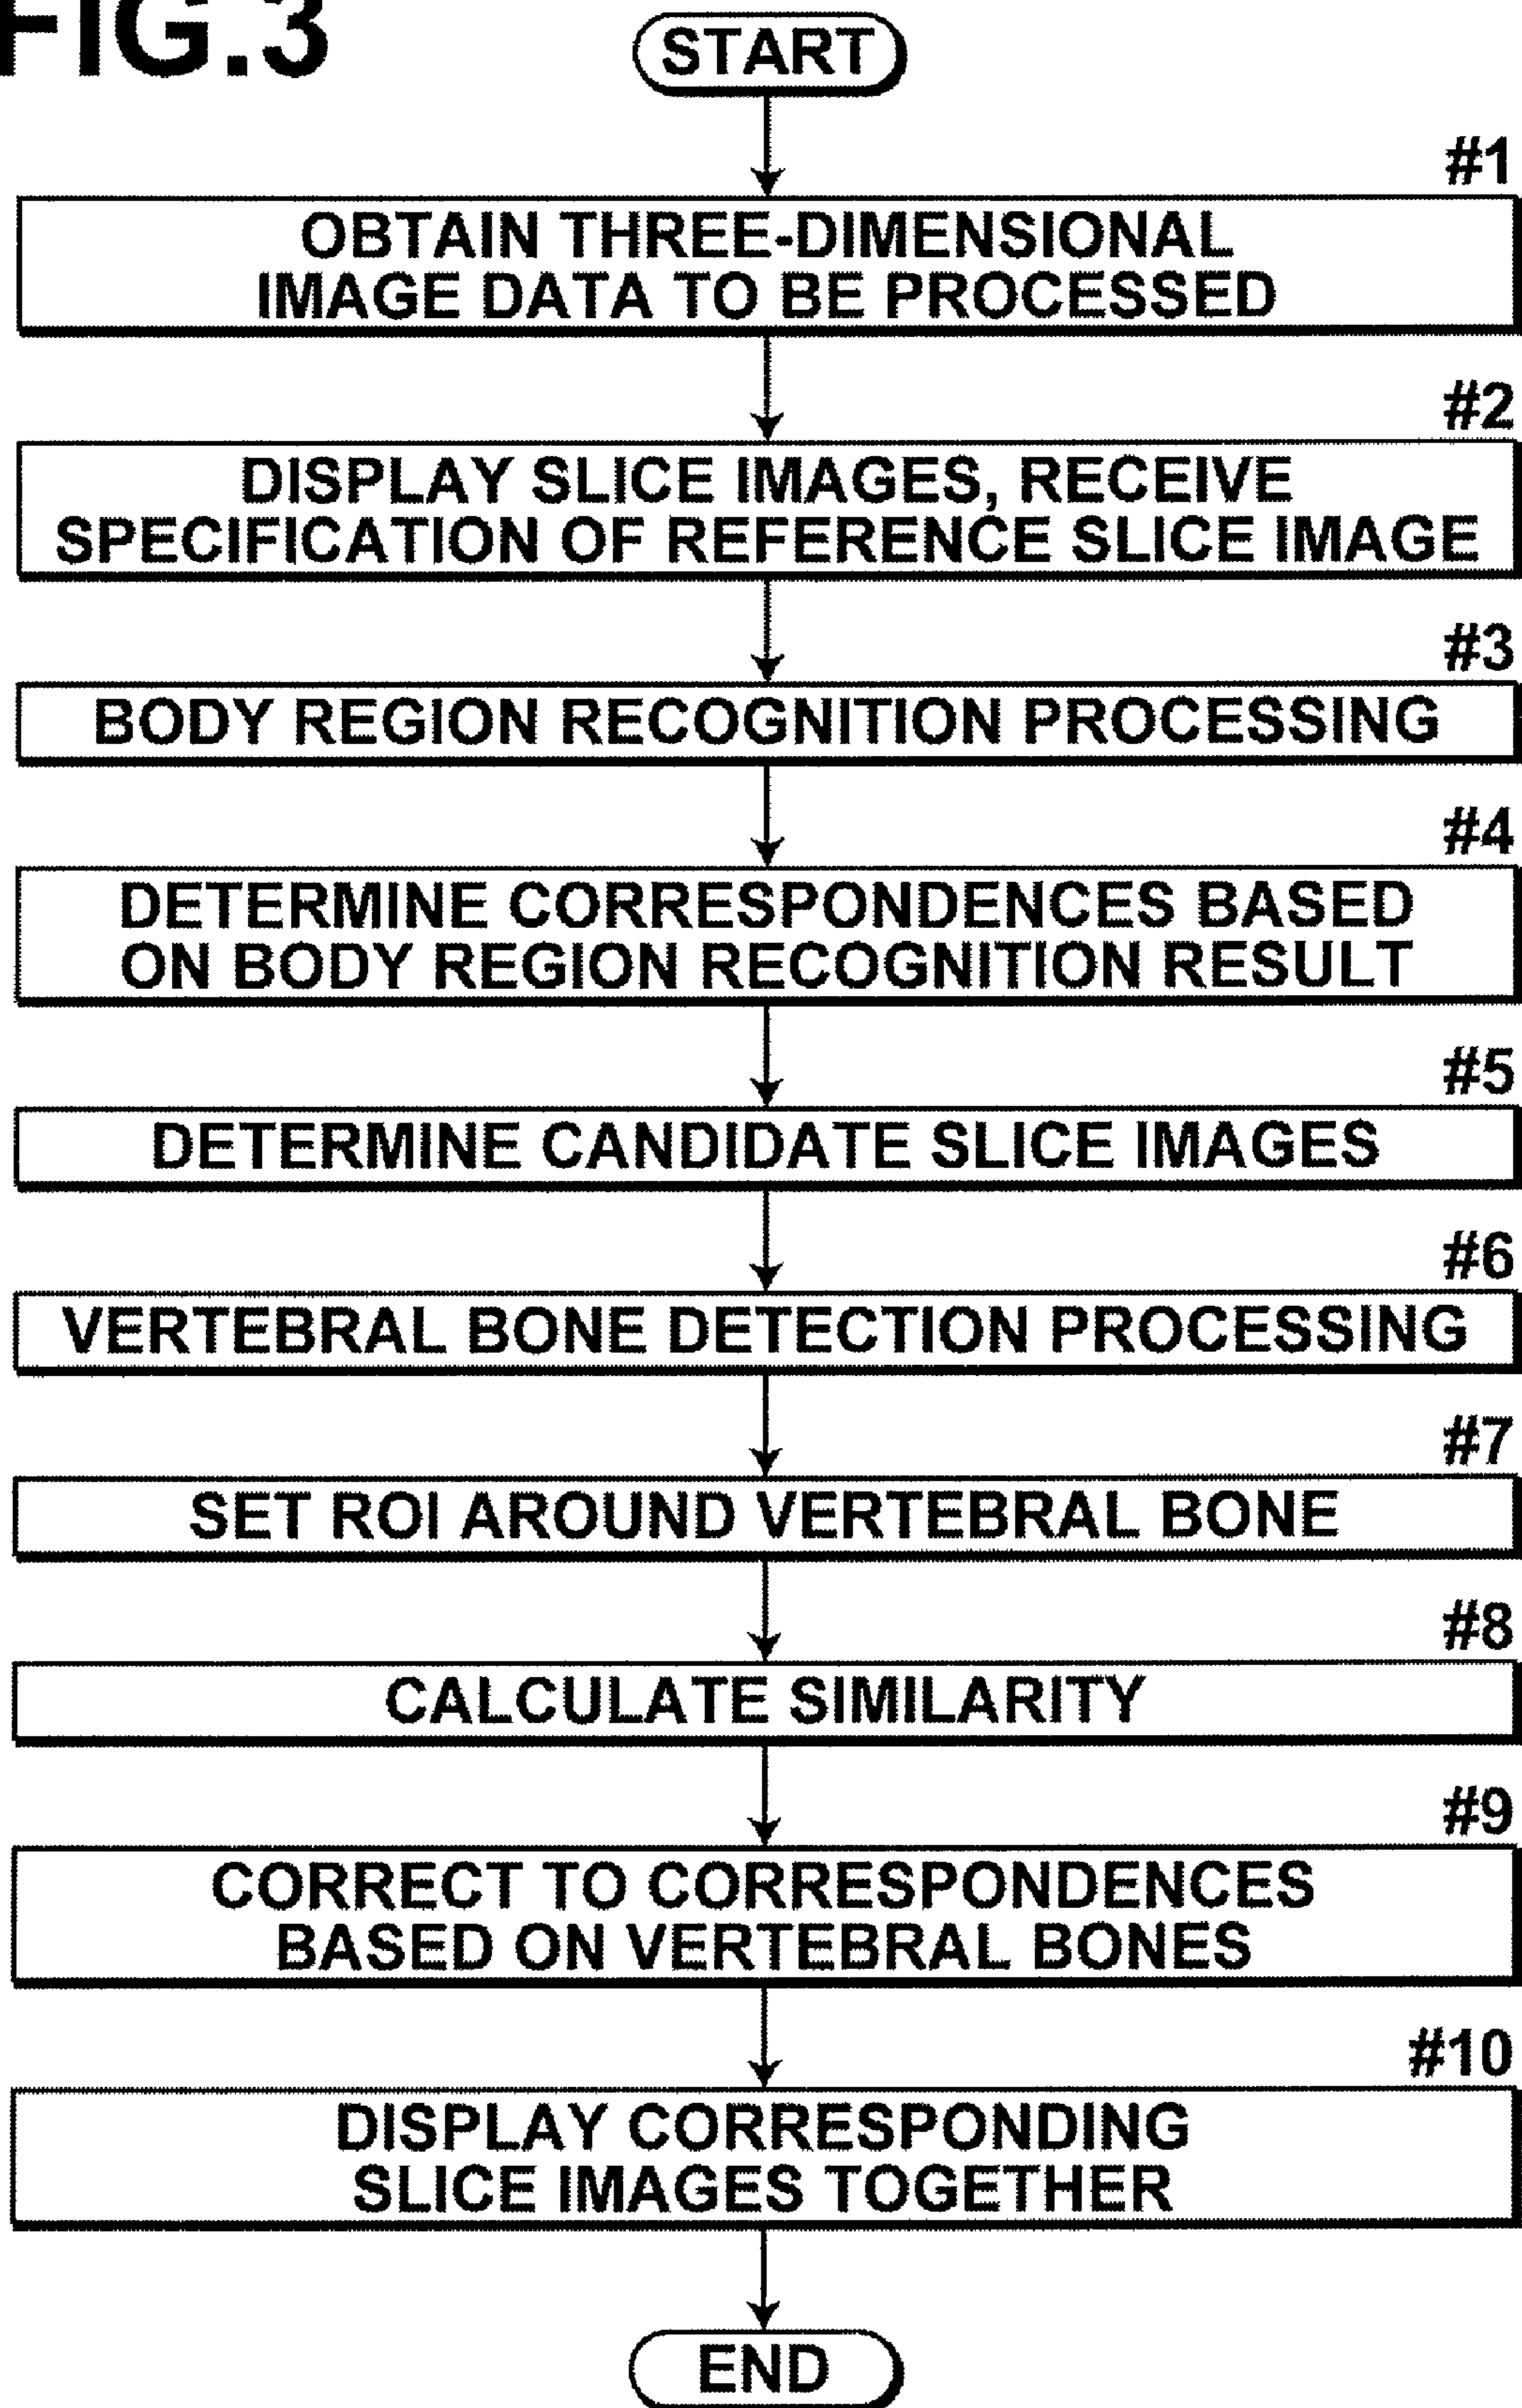 FIG.3
START
#1
OBTAIN THREE-DIMENSIONAL
IMAGE DATA TO BE PROCESSED
#2
DISPLAY SLICE IMAGES, RECEIVE
SPECIFICATION OF REFERENCE SLICE IMAGE
#3
BODY REGION RECOGNITION PROCESSING
#4
DETERMINE CORRESPONDENCES BASED
ON BODY REGION RECOGNITION RESULT
#5
DETERMINE CANDIDATE SLICE IMAGES
#6
VERTEBRAL BONE DETECTION PROCESSING
#7
SET ROI AROUND VERTEBRAL BONE
#8
CALCULATE SIMILARITY
#9
CORRECT TO CORRESPONDENCES
BASED ON VERTEBRAL BONES
#10
DISPLAY CORRESPONDING
SLICE IMAGES TOGETHER
END